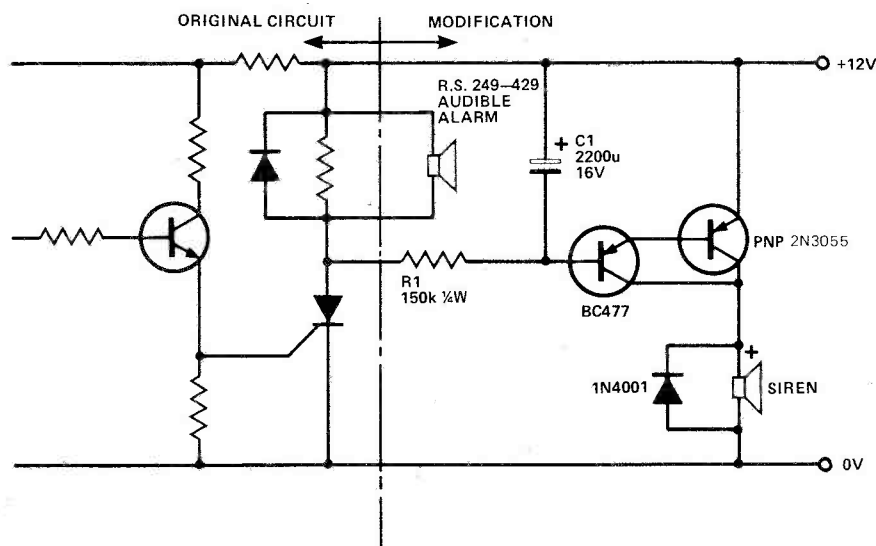 ORIGINAL CIRCUIT
MODIFICATION
+12V
R.S. 249–429
AUDIBLE
ALARM
+ C1
2200u
16V
PNP 2N3055
R1
150k ¼W
BC477
+
1N4001
SIREN
0V